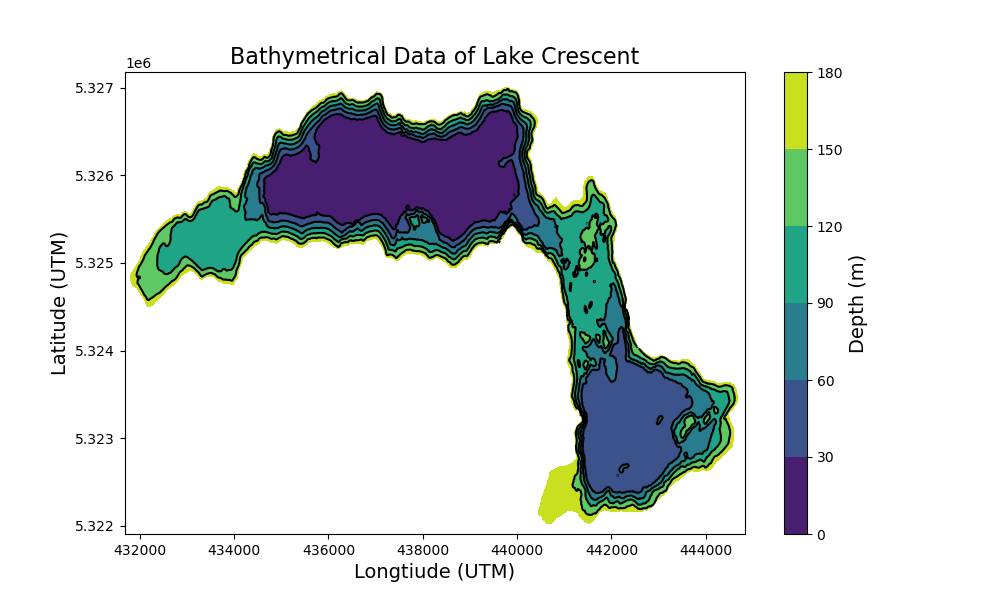 Bathymetrical Data of Lake Crescent
1e6
5.327
5.326
5.325
5.324
5.323
5.322
Latitude (UTM)
432000 434000 436000 438000 440000 442000 444000
Longtiude (UTM)
180
150
120
90
60
30
0
Depth (m)